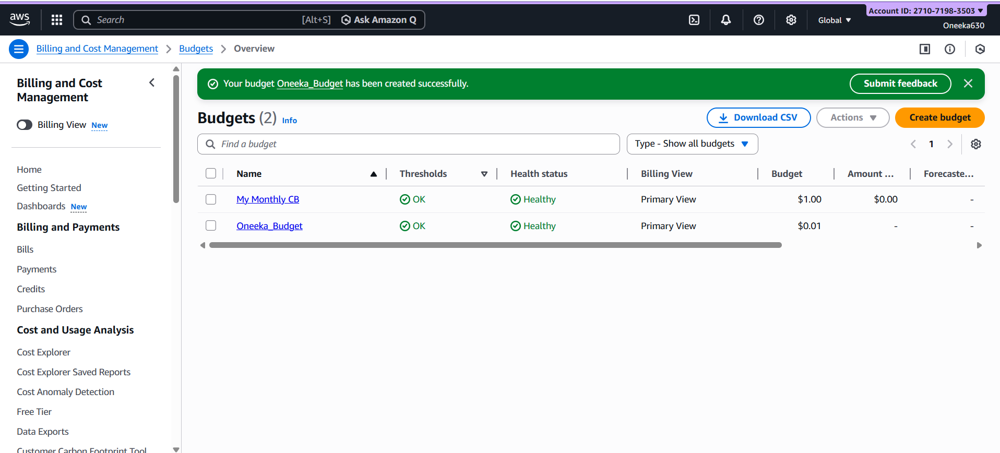 aws
Search [Alt+S] Ask Amazon Q
Global
Account ID: 2710-7198-3503
Oneeka630
Billing and Cost Management Budgets Overview
Billing and Cost
Management
Billing View New
Home
Getting Started
Dashboards New
Billing and Payments
Bills
Payments
Credits
Purchase Orders
Cost and Usage Analysis
Cost Explorer
Cost Explorer Saved Reports
Cost Anomaly Detection
Free Tier
Data Exports
Customer Carbon Footprint Tool
Your budget Oneeka_Budget has been created successfully.
Submit feedback
Budgets (2) Info
Download CSV
Actions
Create budget
Find a budget
Type - Show all budgets
1
Name Thresholds Health status Billing View Budget Amount ... Forecaste...
My Monthly CB OK Healthy Primary View $1.00 $0.00 -
Oneeka_Budget OK Healthy Primary View $0.01 - -